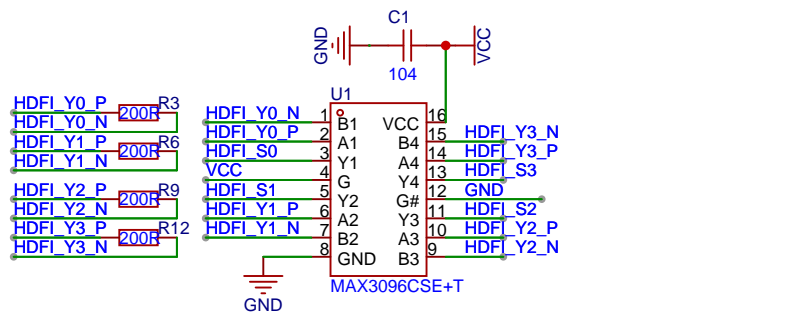 C1
GND
VCC
104
U1
HDFI_Y0_P
R3
200R
HDFI_Y0_N
HDFI_Y1_P
R6
200R
HDFI_Y1_N
HDFI_Y2_P
R9
200R
HDFI_Y2_N
HDFI_Y3_P
R12
200R
HDFI_Y3_N
HDFI_Y0_N 1 B1
HDFI_Y0_P 2 A1
HDFI_S0 3 Y1
VCC 4 G
HDFI_S1 5 Y2
HDFI_Y1_P 6 A2
HDFI_Y1_N 7 B2
8 GND
VCC 16
B4 15 HDFI_Y3_N
A4 14 HDFI_Y3_P
Y4 13 HDFI_S3
G# 12 GND
Y3 11 HDFI_S2
A3 10 HDFI_Y2_P
B3 9 HDFI_Y2_N
MAX3096CSE+T
GND